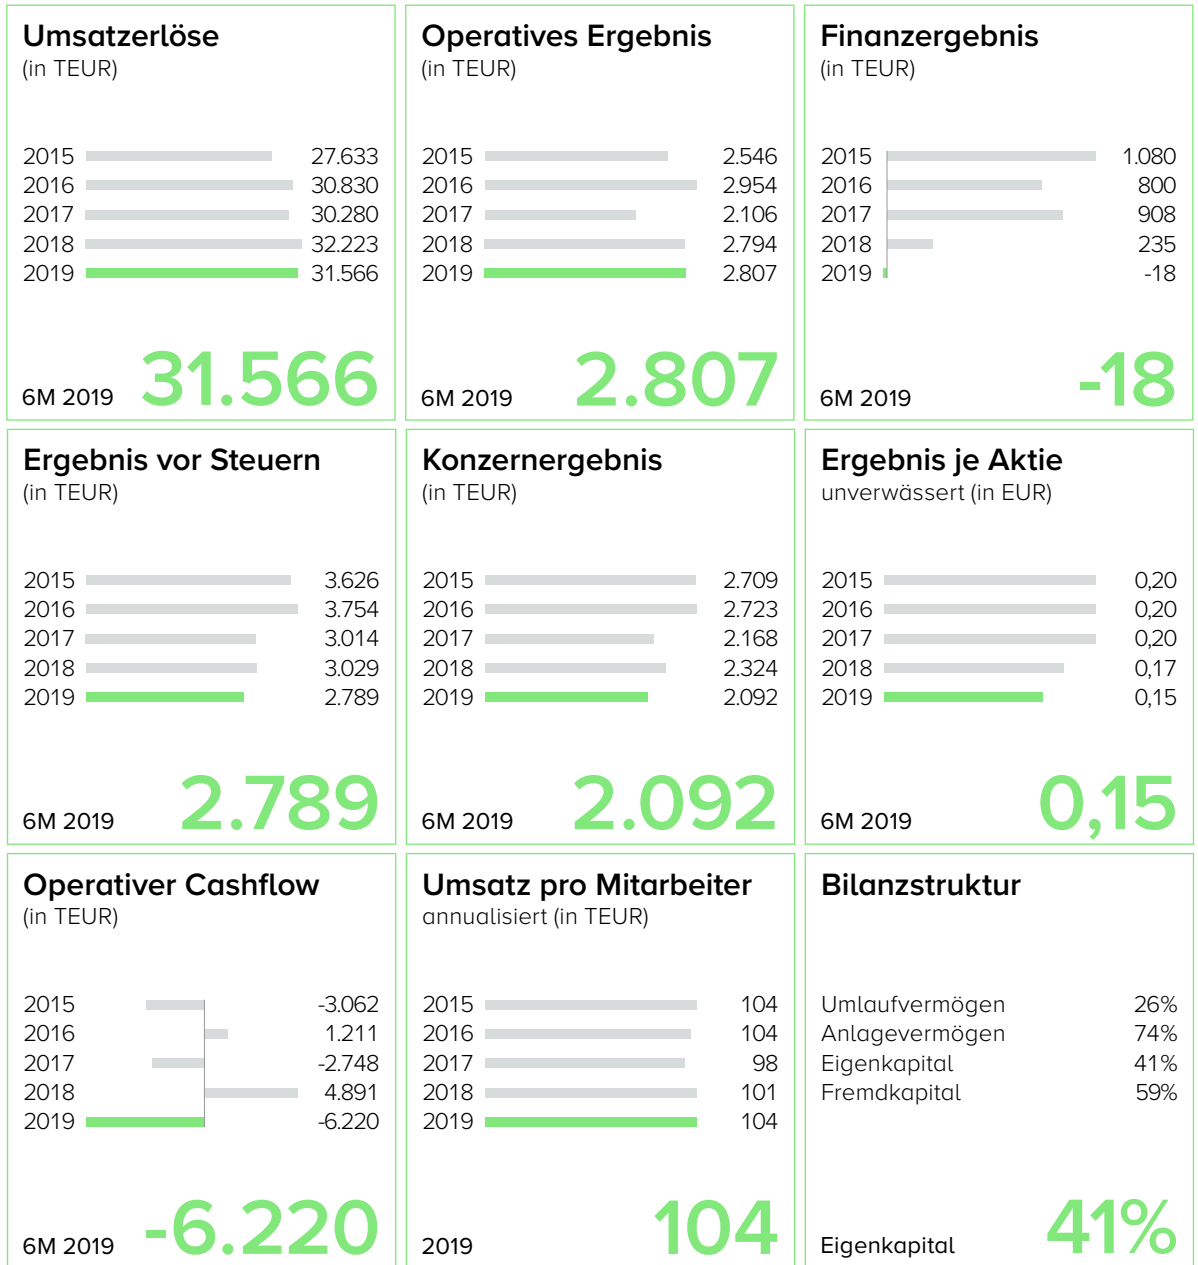 Umsatzerlöse
(in TEUR)
2015 27.633
2016 30.830
2017 30.280
2018 32.223
2019 31.566
6M 2019 31.566
Operatives Ergebnis
(in TEUR)
2015 2.546
2016 2.954
2017 2.106
2018 2.794
2019 2.807
6M 2019 2.807
Finanzergebnis
(in TEUR)
2015 1.080
2016 800
2017 908
2018 235
2019 -18
6M 2019 -18
Ergebnis vor Steuern
(in TEUR)
2015 3.626
2016 3.754
2017 3.014
2018 3.029
2019 2.789
6M 2019 2.789
Konzernergebnis
(in TEUR)
2015 2.709
2016 2.723
2017 2.168
2018 2.324
2019 2.092
6M 2019 2.092
Ergebnis je Aktie
unverwässert (in EUR)
2015 0,20
2016 0,20
2017 0,20
2018 0,17
2019 0,15
6M 2019 0,15
Operativer Cashflow
(in TEUR)
2015 -3.062
2016 1.211
2017 -2.748
2018 4.891
2019 -6.220
6M 2019 -6.220
Umsatz pro Mitarbeiter
annualisiert (in TEUR)
2015 104
2016 104
2017 98
2018 101
2019 104
2019 104
Bilanzstruktur
Umlaufvermögen 26%
Anlagevermögen 74%
Eigenkapital 41%
Fremdkapital 59%
Eigenkapital 41%